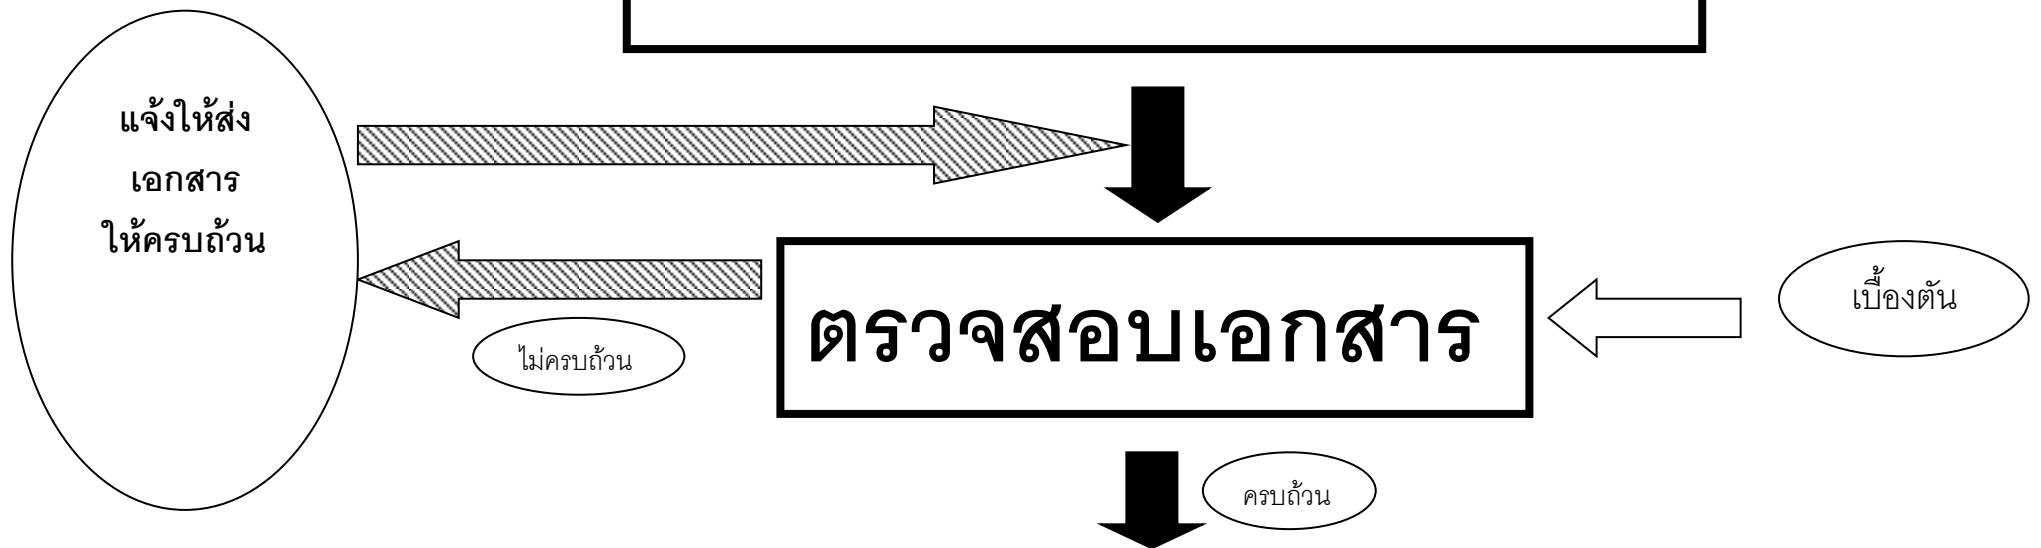 แจ้งให้ส่ง
เอกสาร
ให้ครบถ้วน
เบื้องต้น
ตรวจสอบเอกสาร
ไม่ครบถ้วน
ครบถ้วน